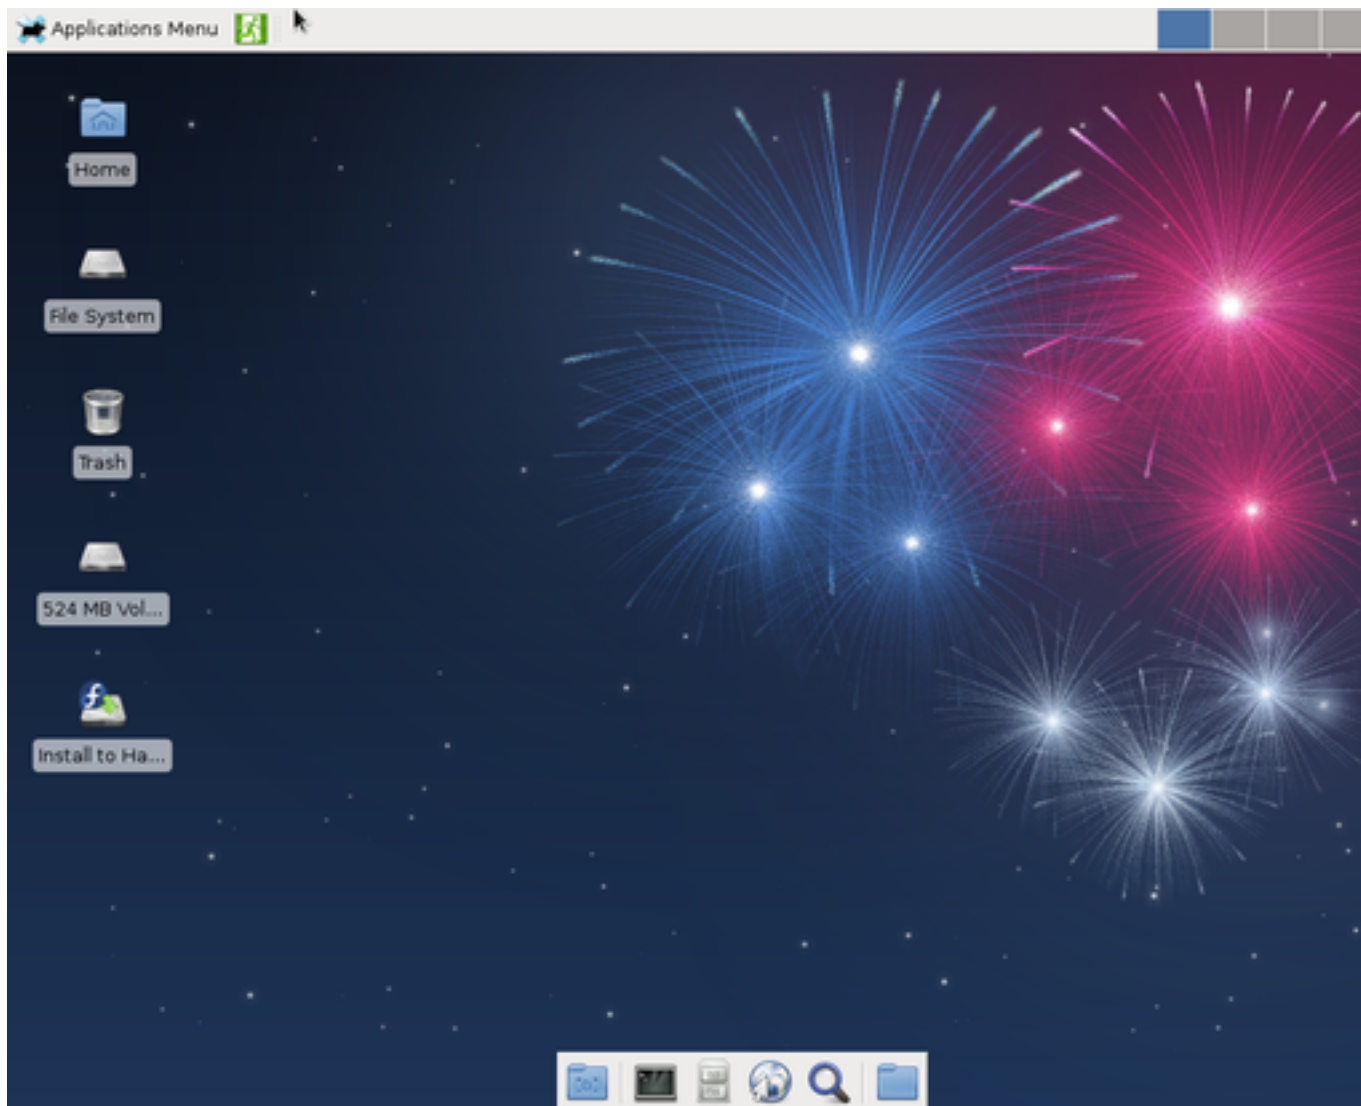 Applications Menu
Home
File System
Trash
524 MB Vol...
Install to Ha...